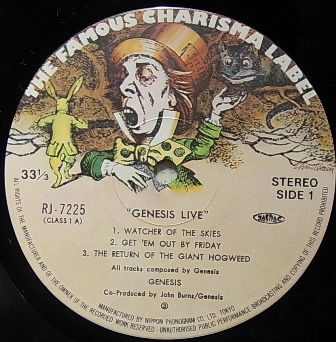 THE FAMOUS CHARISMA LABEL
33 1/3
STEREO
SIDE 1
RJ-7225
(CLASS 1 A)
"GENESIS LIVE"
1. WATCHER OF THE SKIES
2. GET 'EM OUT BY FRIDAY
3. THE RETURN OF THE GIANT HOGWEED
All tracks composed by Genesis
GENESIS
Co-Produced by John Burns/Genesis
ALL RIGHTS OF THE MANUFACTURER AND OF THE OWNER OF THE RECORDED WORK RESERVED · UNAUTHORISED PUBLIC PERFORMANCE BROADCASTING AND COPYING OF THIS RECORD PROHIBITED
MANUFACTURED BY NIPPON PHONOGRAM CO., LTD. TOKYO